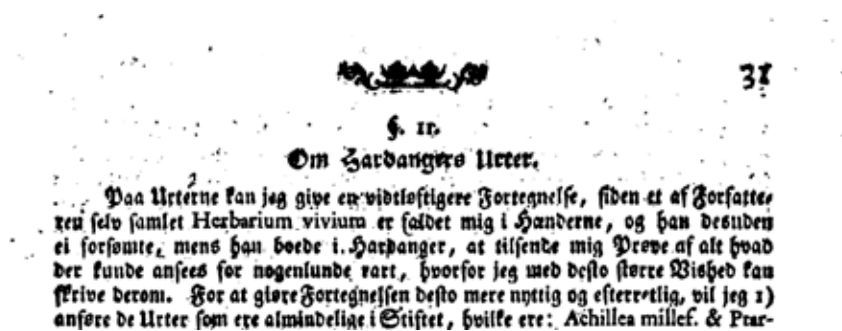 31
§. 11.
Om Hardangers Urter.
Paa Urterne kan jeg give en vidtløftigere Fortegnelse, siden et af Forfatte-
ren selv samlet Herbarium vivium er faldet mig i Hænderne, og han desuden
ei forsømte, mens han boede i Hardanger, at tilsende mig Prøve af alt hvad
der kunde ansees for nogenlunde rart, hvorfor jeg med desto større Vished kan
skrive derom. For at giøre Fortegnelsen desto mere nyttig og efterretlig, vil jeg 1)
anføre de Urter som ere almindelige i Stiftet, hvilke ere: Achillea millef. & Ptar-